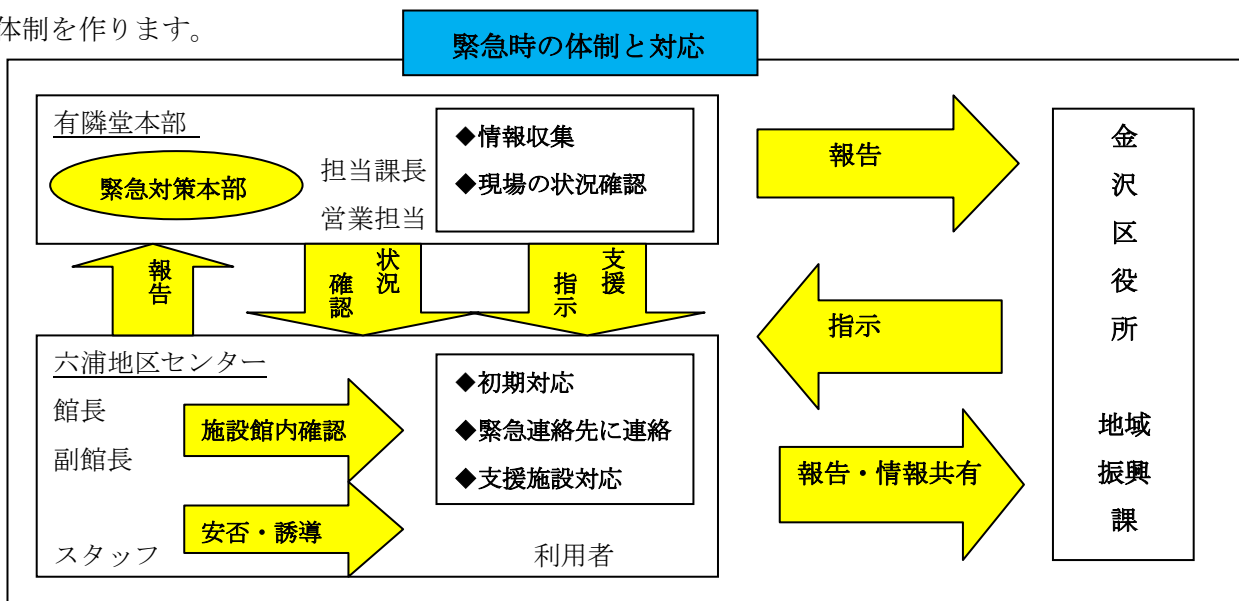 体制を作ります。
緊急時の体制と対応
有隣堂本部
緊急対策本部
担当課長
営業担当
◆情報収集
◆現場の状況確認
報告
金沢区役所
地域振興課
報告
状況
確認
支援
指示
指示
六浦地区センター
館長
副館長
施設館内確認
◆初期対応
◆緊急連絡先に連絡
◆支援施設対応
報告・情報共有
安否・誘導
スタッフ
利用者